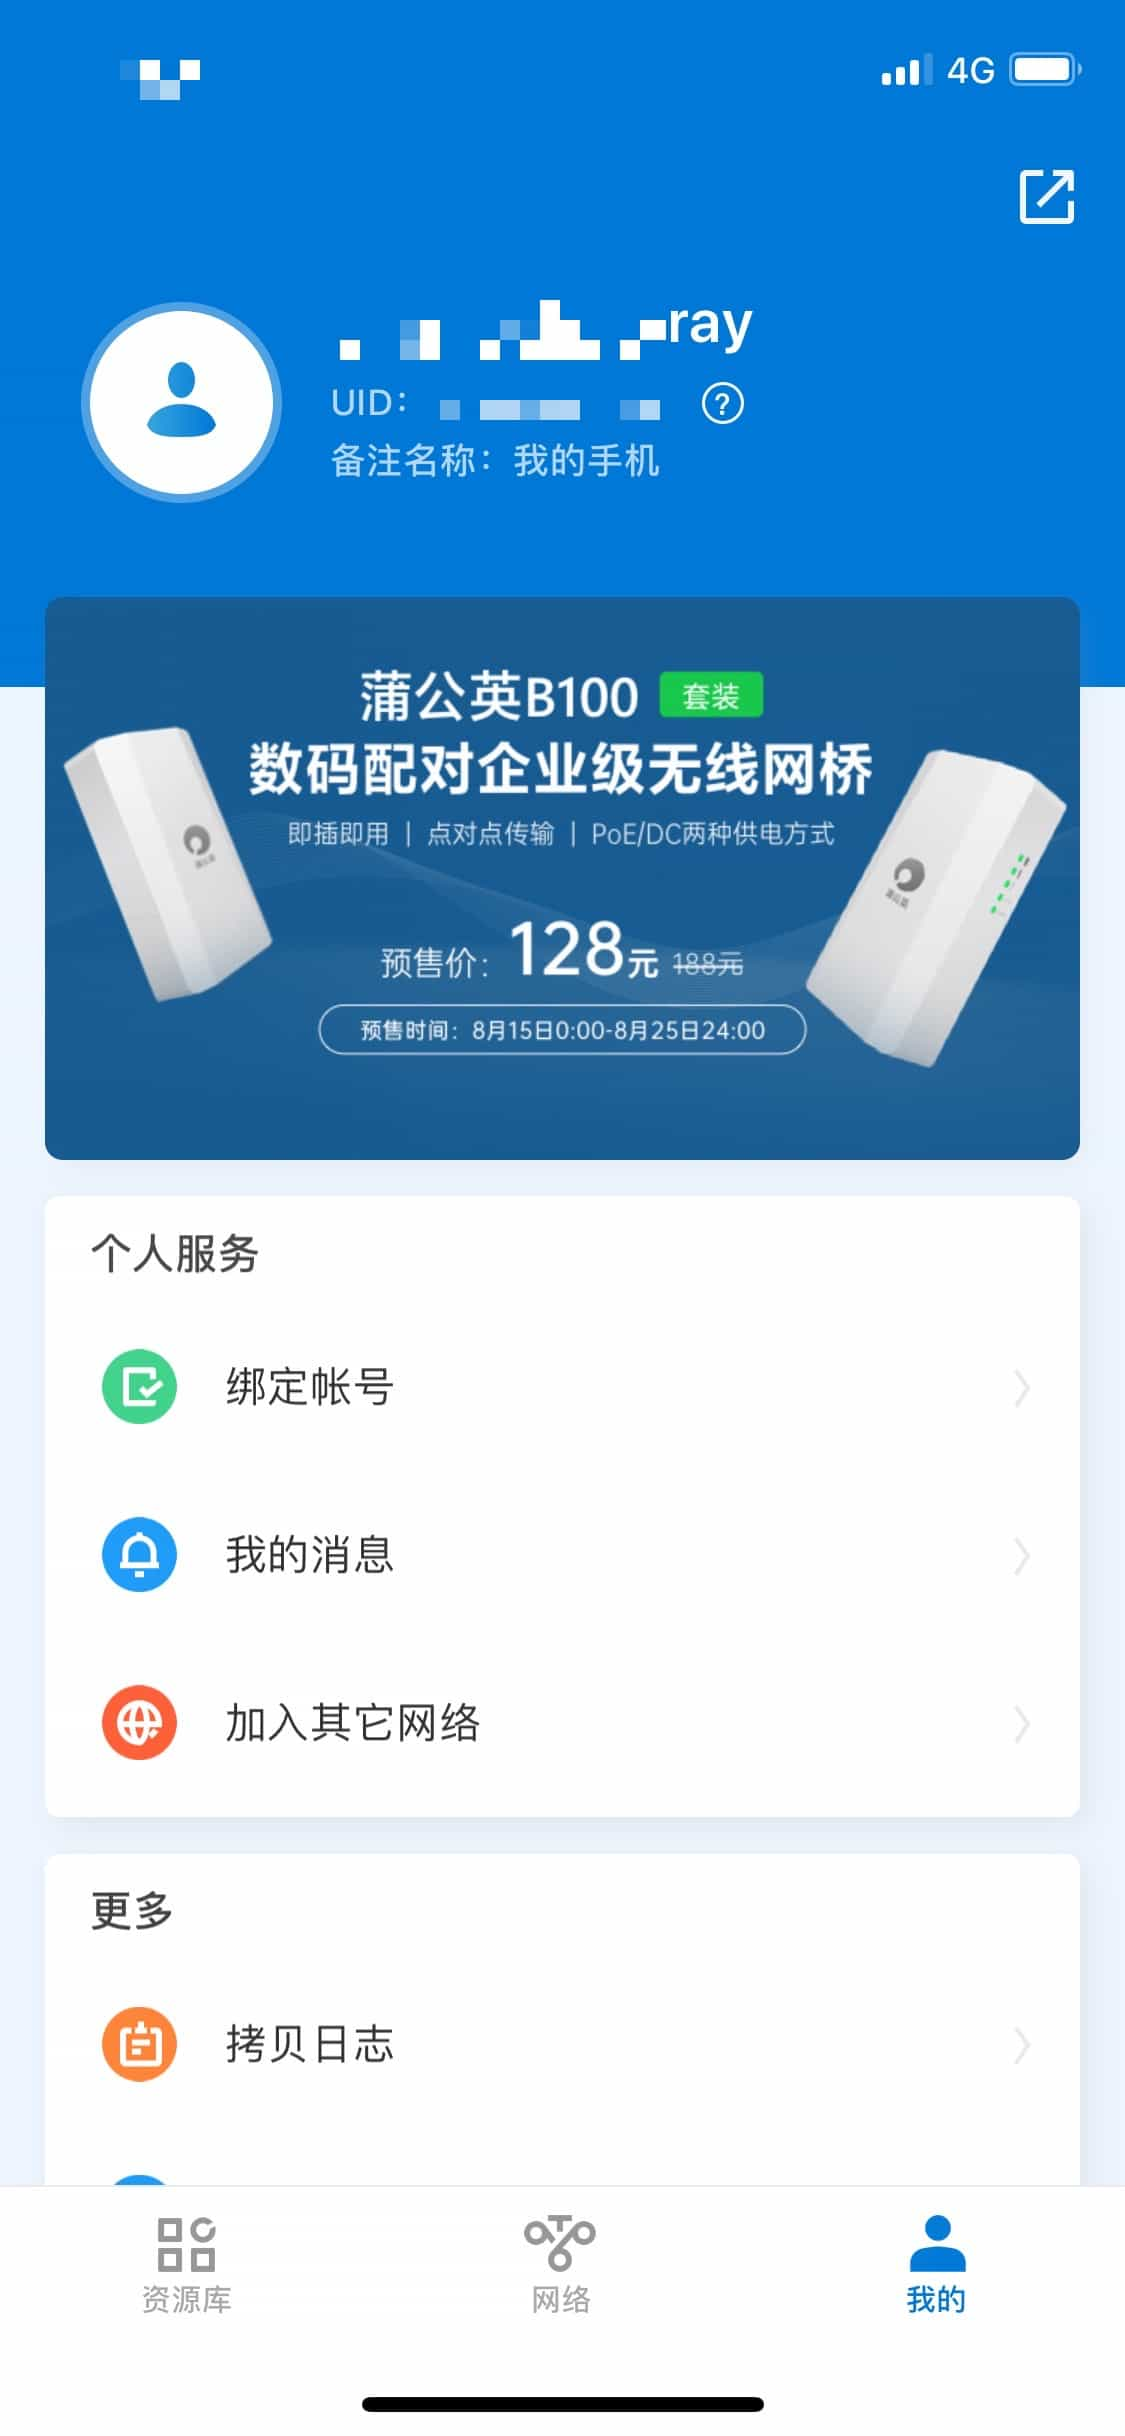 4G
ray
UID：
备注名称：我的手机
蒲公英B100 套装
数码配对企业级无线网桥
即插即用 | 点对点传输 | PoE/DC两种供电方式
预售价：128元 188元
预售时间：8月15日0:00-8月25日24:00
个人服务
绑定帐号
我的消息
加入其它网络
更多
拷贝日志
资源库
网络
我的